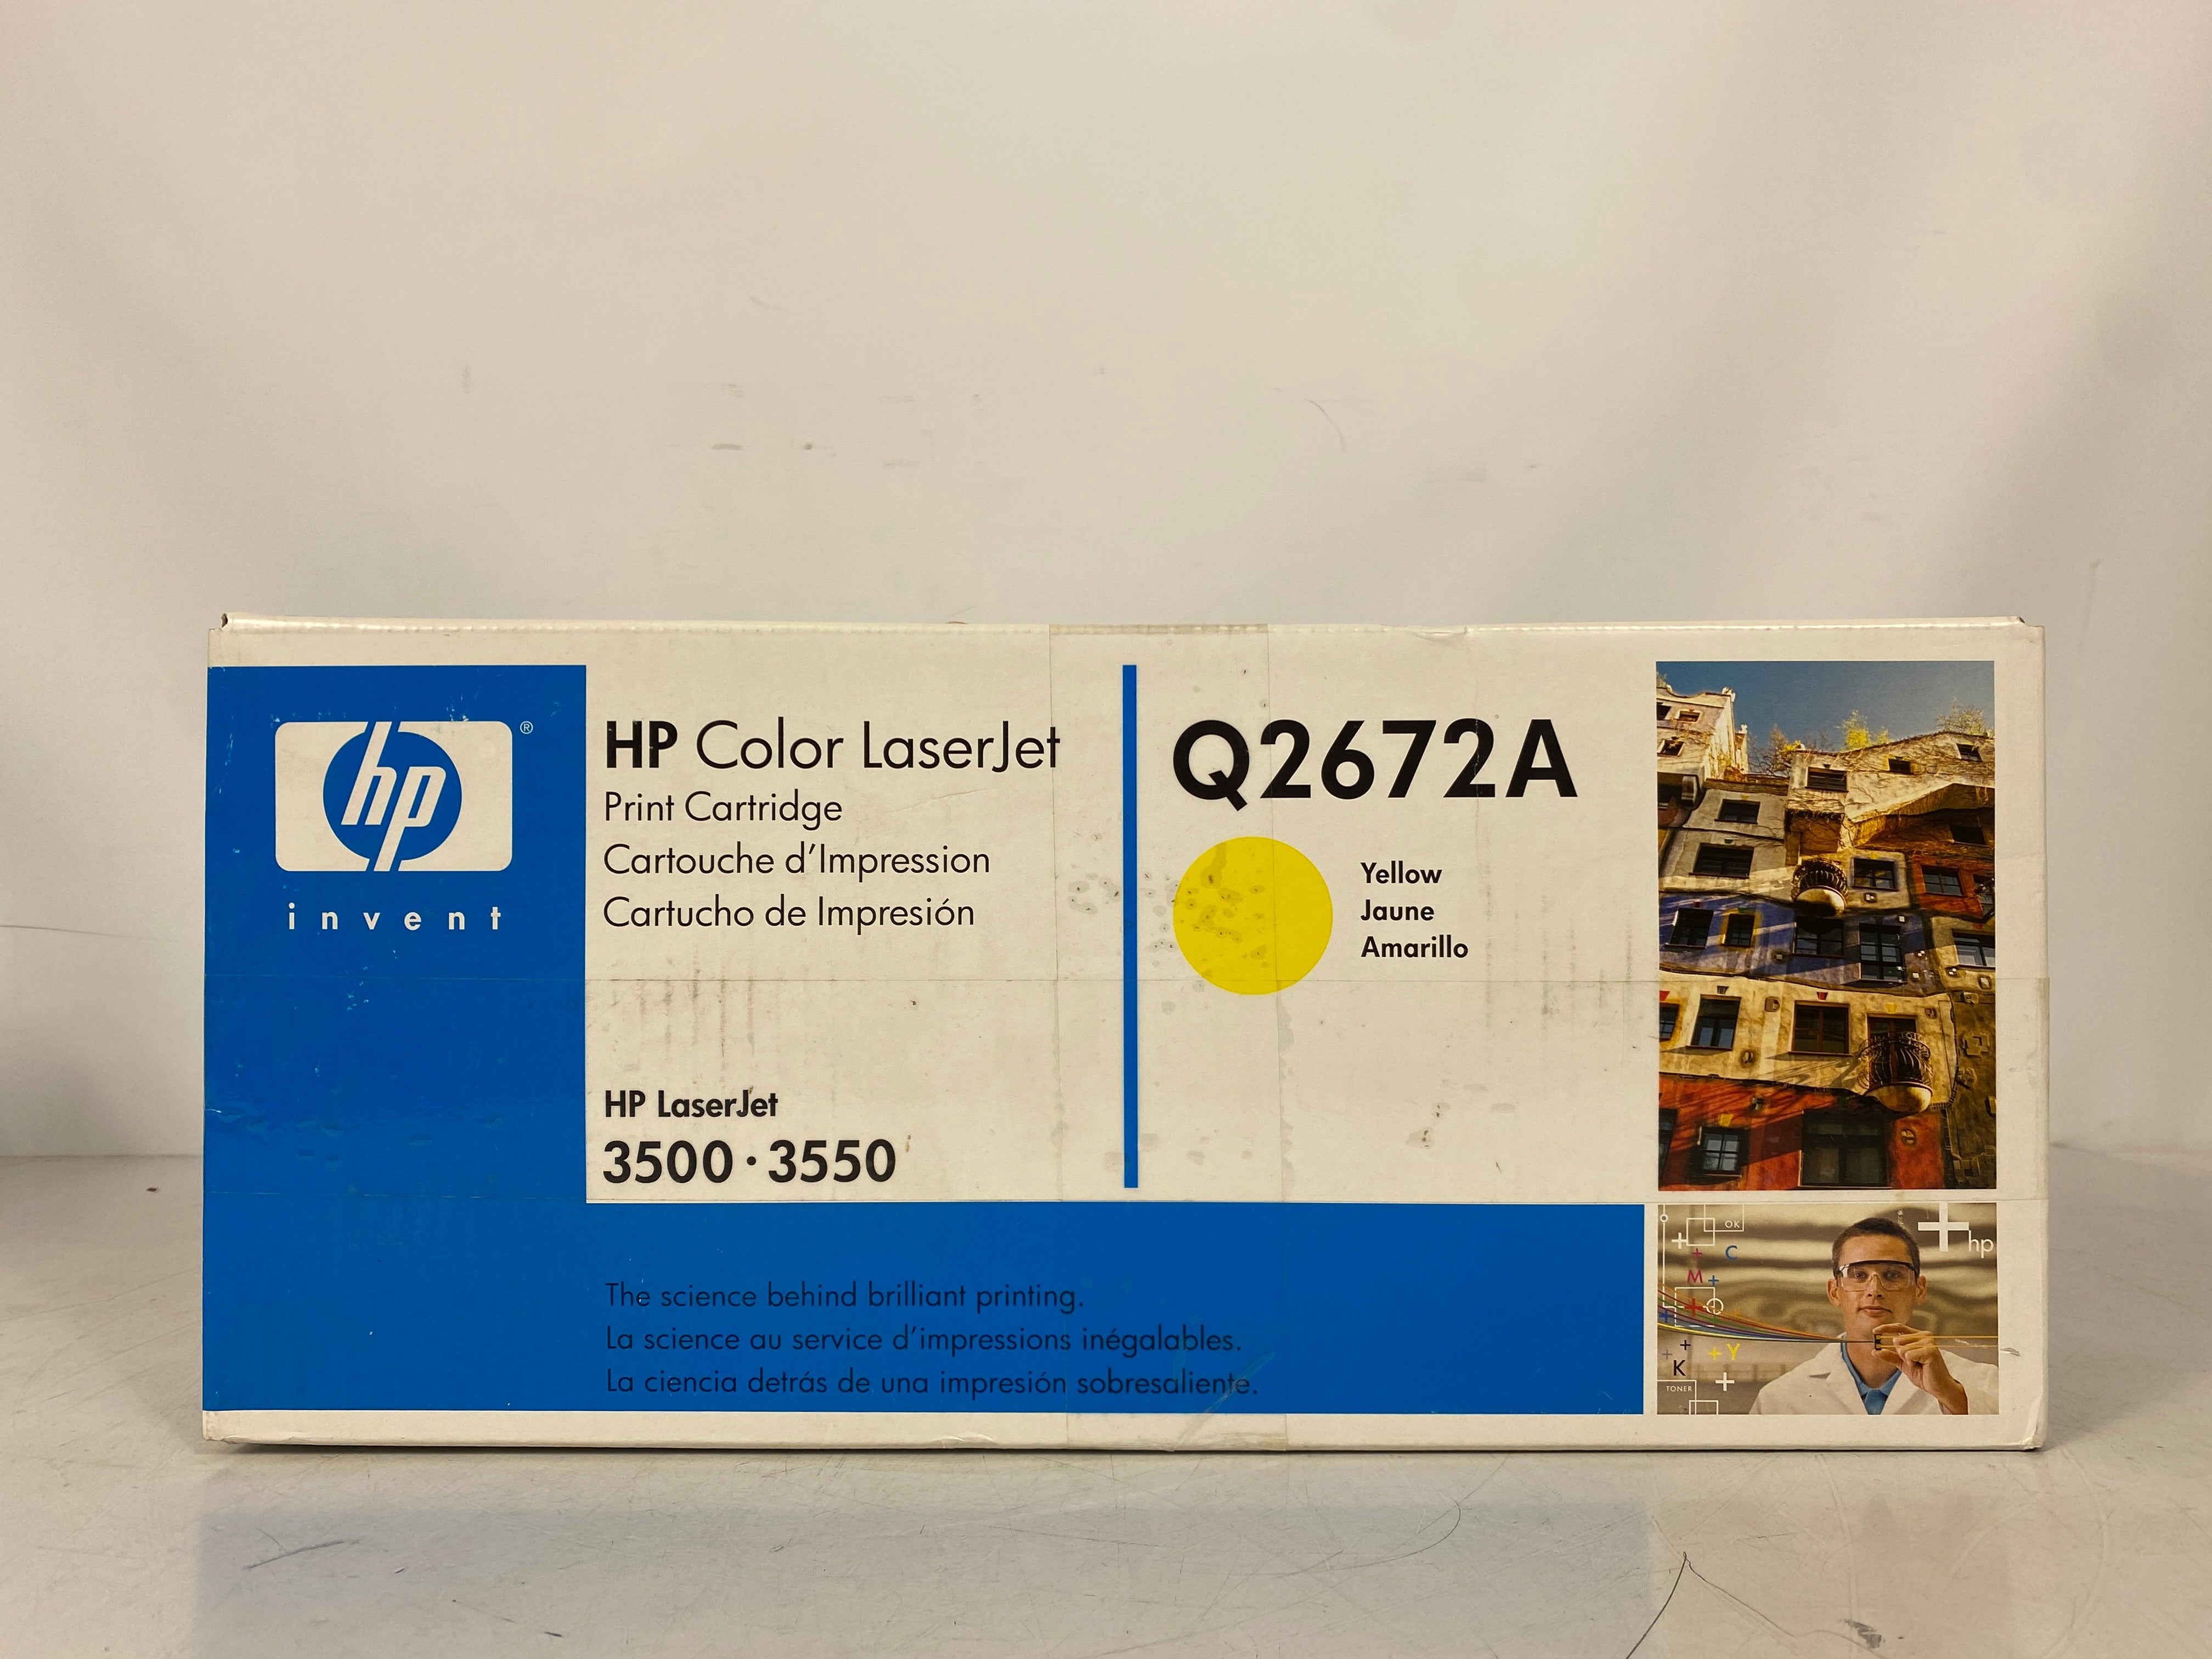 hp ®
invent
HP Color LaserJet
Print Cartridge
Cartouche d'Impression
Cartucho de Impresión
HP LaserJet
3500 · 3550
Q2672A
Yellow
Jaune
Amarillo
The science behind brilliant printing.
La science au service d'impressions inégalables.
La ciencia detrás de una impresión sobresaliente.
OK
+ hp
C
M
K
Y
TONER